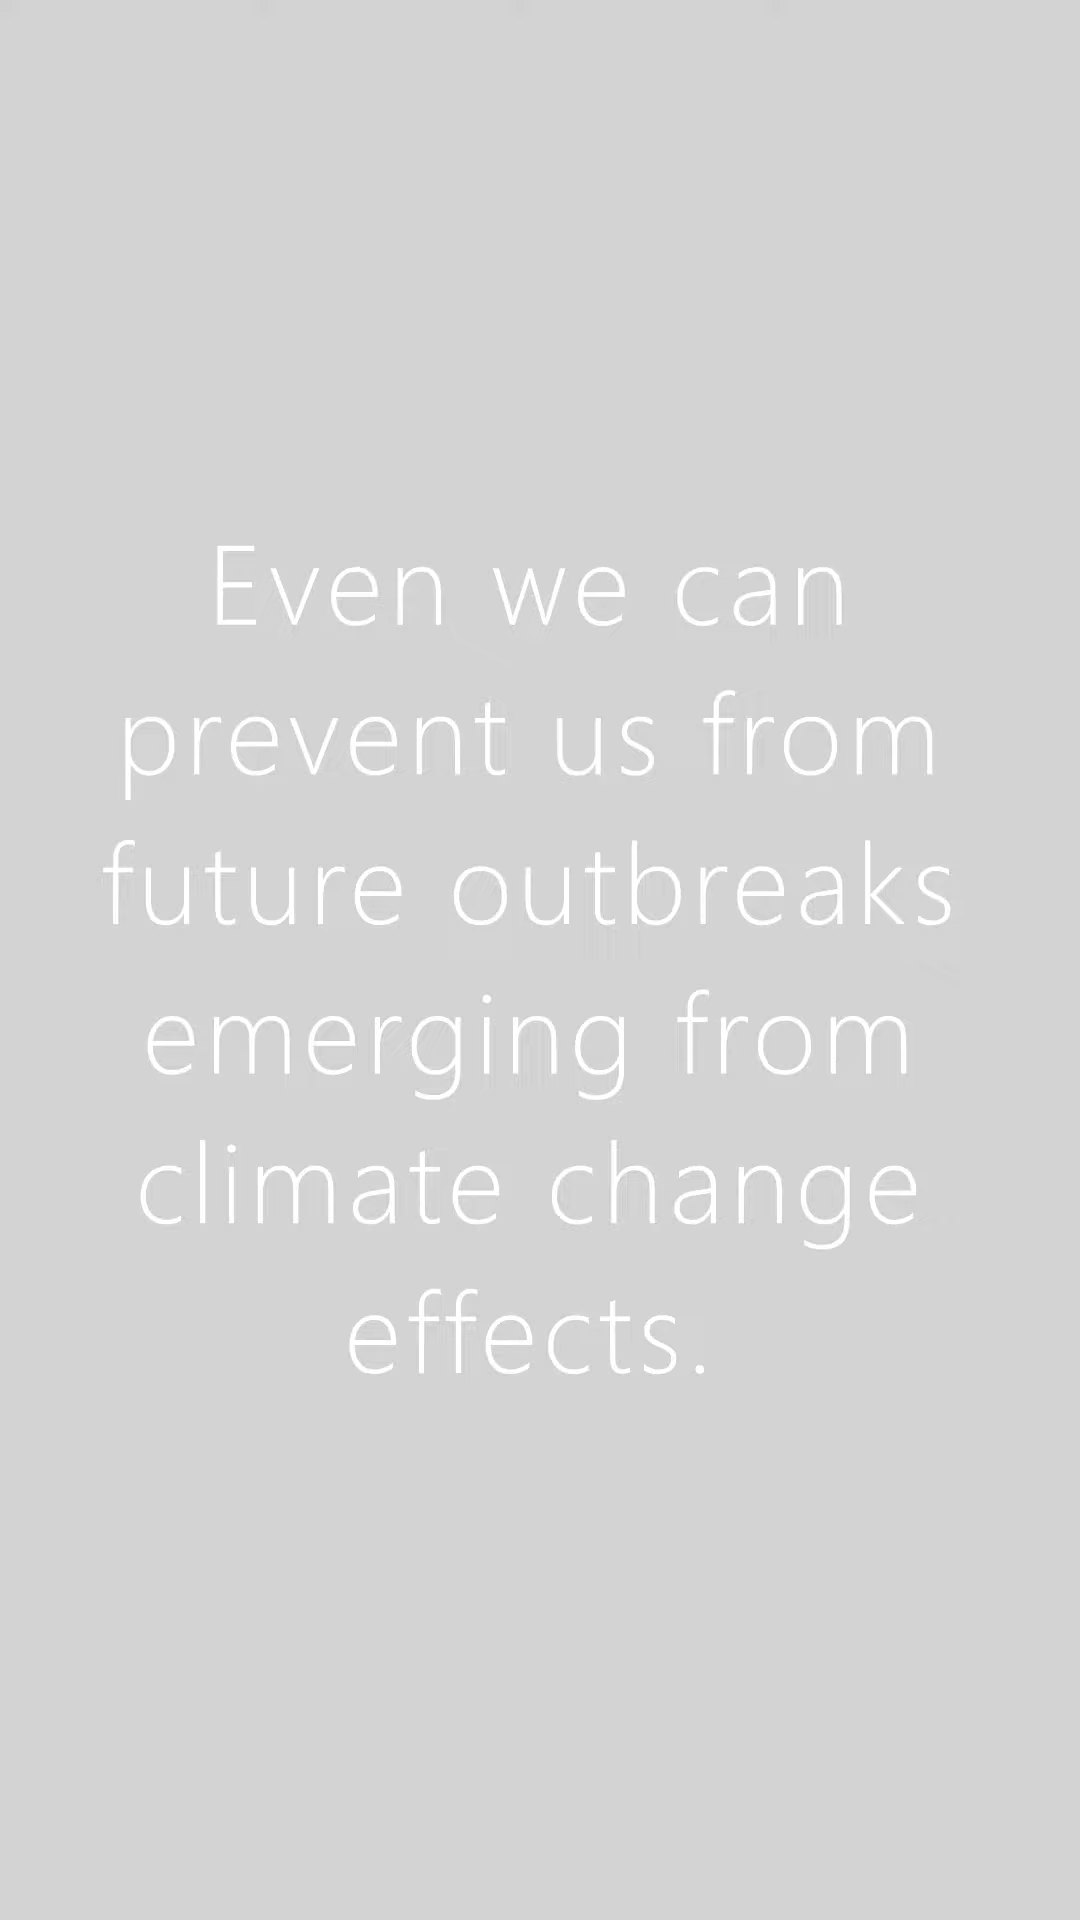 Even we can
prevent us from
future outbreaks
emerging from
climate change
effects.